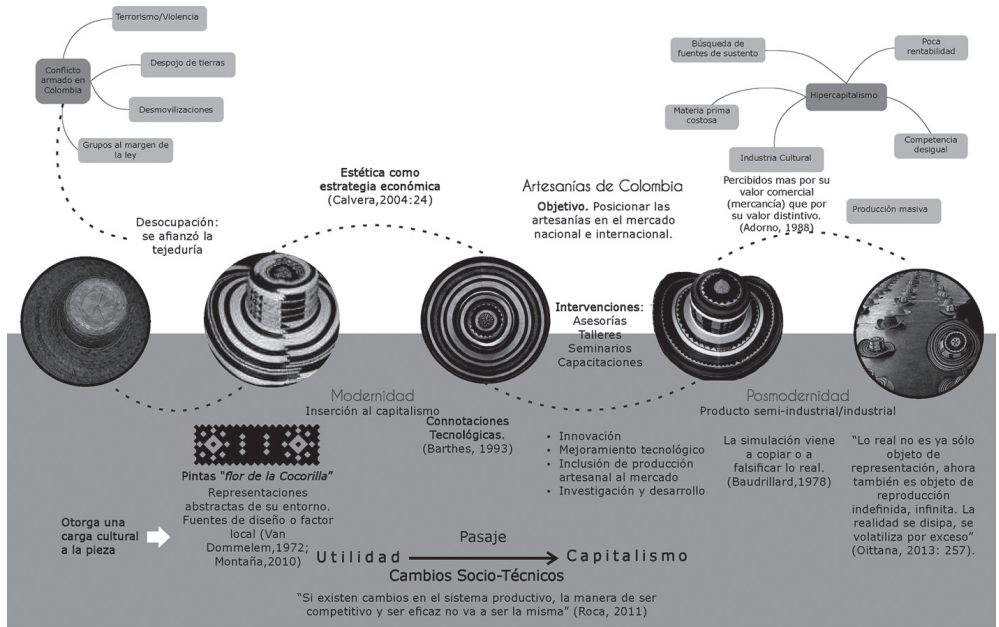 Terrorismo/Violencia
Conflicto
armado en
Colombia
Despojo de tierras
Desmovilizaciones
Grupos al margen de
la ley
Búsqueda de
fuentes de sustento
Poca
rentabilidad
Hipercapitalismo
Materia prima
costosa
Competencia
desigual
Industria Cultural
Percibidos mas por su
valor comercial
(mercancía) que por
su valor distintivo.
(Adorno, 1988)
Producción masiva
Desocupación:
se afianzó la
tejeduría
Estética como
estrategia económica
(Calvera,2004:24)
Artesanías de Colombia
Objetivo. Posicionar las
artesanías en el mercado
nacional e internacional.
Intervenciones:
Asesorías
Talleres
Seminarios
Capacitaciones
Modernidad
Inserción al capitalismo
Posmodernidad
Producto semi-industrial/industrial
Connotaciones
Tecnológicas.
(Barthes, 1993)
• Innovación
• Mejoramiento tecnológico
• Inclusión de producción
artesanal al mercado
• Investigación y desarrollo
La simulación viene
a copiar o a
falsificar lo real.
(Baudrillard,1978)
“Lo real no es ya sólo
objeto de
representación, ahora
también es objeto de
reproducción
indefinida, infinita. La
realidad se disipa, se
volatiliza por exceso”
(Oittana, 2013: 257).
Pintas “flor de la Cocorilla”
Representaciones
abstractas de su entorno.
Fuentes de diseño o factor
local (Van
Dommelem,1972;
Montaña,2010)
Otorga una
carga cultural
a la pieza
Pasaje
Utilidad
Capitalismo
Cambios Socio-Técnicos
“Si existen cambios en el sistema productivo, la manera de ser
competitivo y ser eficaz no va a ser la misma” (Roca, 2011)